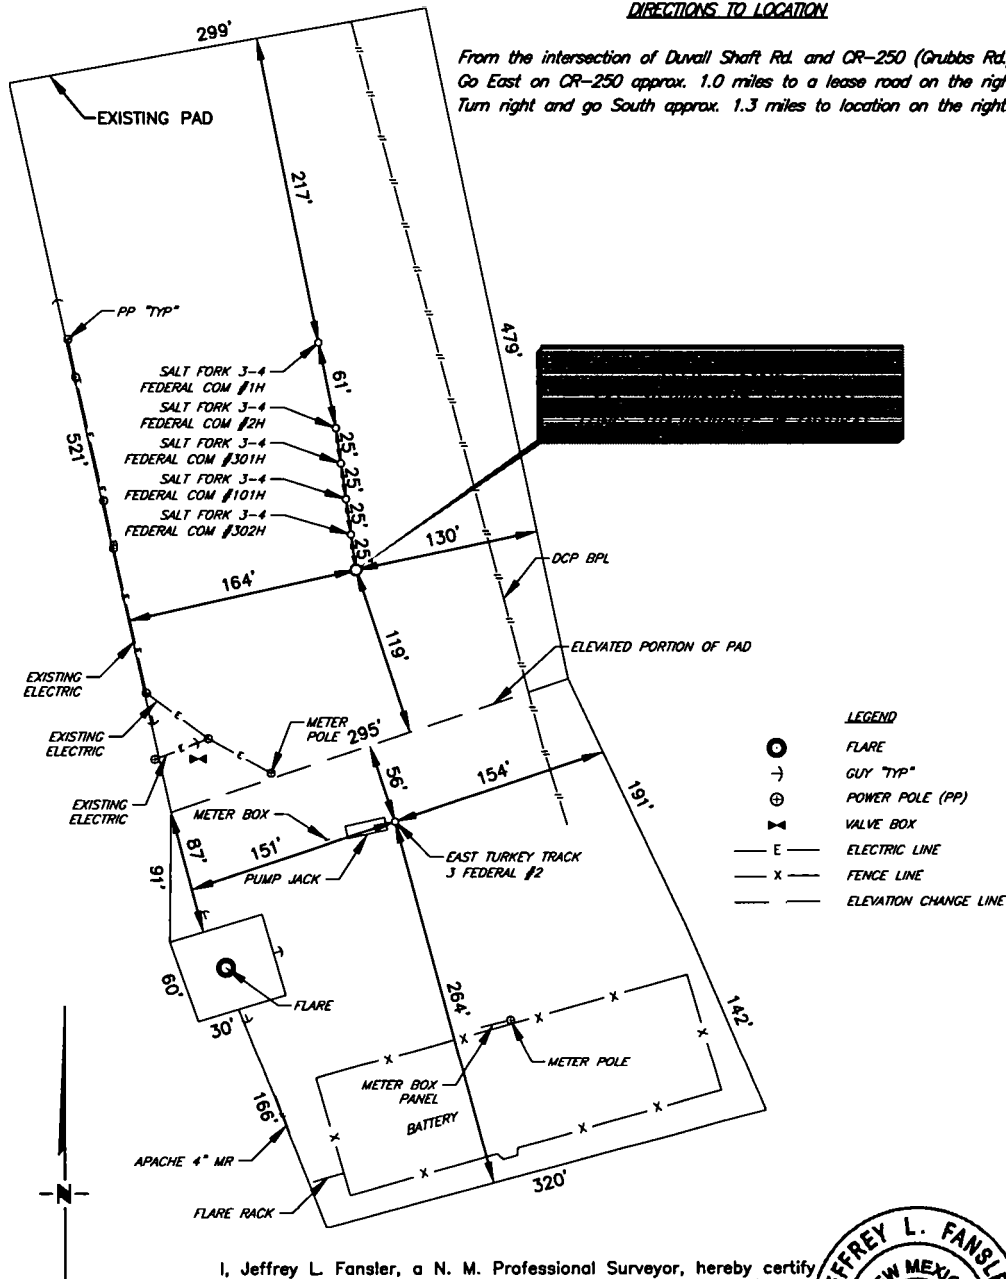 DIRECTIONS TO LOCATION
From the intersection of Duvall Shaft Rd. and CR-250 (Grubbs Rd.
Go East on CR-250 approx. 1.0 miles to a lease road on the righ
Turn right and go South approx. 1.3 miles to location on the right
299'
EXISTING PAD
217'
PP "TYP"
479'
SALT FORK 3-4
FEDERAL COM #1H
61'
SALT FORK 3-4
FEDERAL COM #2H
25'
521'
SALT FORK 3-4
FEDERAL COM #301H
25'
SALT FORK 3-4
FEDERAL COM #101H
25'
SALT FORK 3-4
FEDERAL COM #302H
25'
130'
DCP BPL
164'
119'
ELEVATED PORTION OF PAD
EXISTING
ELECTRIC
E
E
E
EXISTING
ELECTRIC
METER
POLE
295'
EXISTING
ELECTRIC
56'
154'
191'
METER BOX
87'
151'
91'
PUMP JACK
EAST TURKEY TRACK
3 FEDERAL #2
LEGEND
FLARE
GUY "TYP"
POWER POLE (PP)
VALVE BOX
E
ELECTRIC LINE
X
FENCE LINE
ELEVATION CHANGE LINE
60'
FLARE
30'
264'
142'
X
X
X
X
X
METER POLE
METER BOX
PANEL
BATTERY
166'
X
X
X
X
APACHE 4" MR
FLARE RACK
320'
N
I, Jeffrey L. Fansler, a N. M. Professional Surveyor, hereby certify
JEFFREY L. FANSL
W MEXI